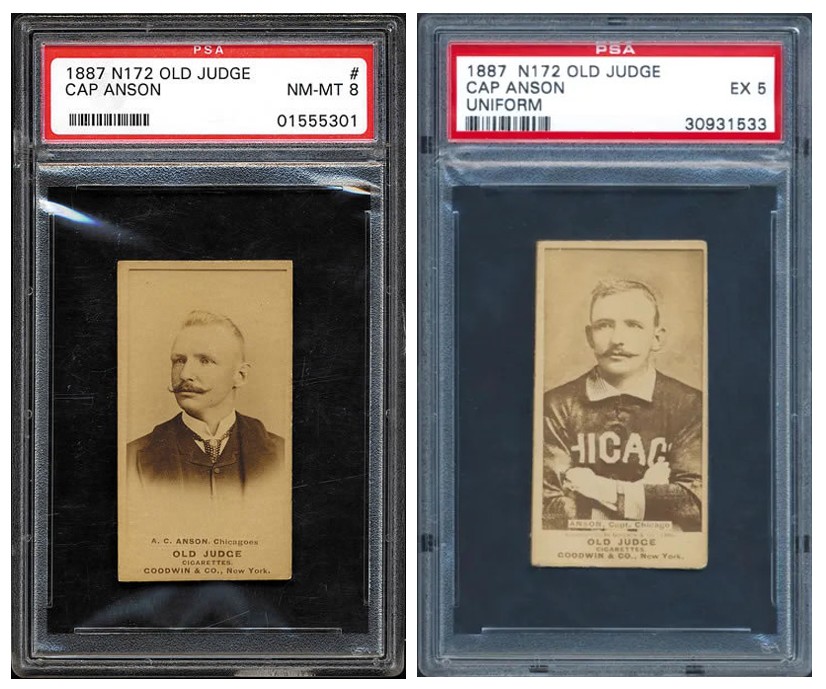 PSA
1887 N172 OLD JUDGE #
CAP ANSON NM-MT 8
01555301
A. C. ANSON, Chicagoes
OLD JUDGE
CIGARETTES.
GOODWIN & CO., New York.
PSA
1887 N172 OLD JUDGE
CAP ANSON EX 5
UNIFORM
30931533
HICAG
ANSON, Capt. Chicago
OLD JUDGE
CIGARETTES
GOODWIN & CO., New York.